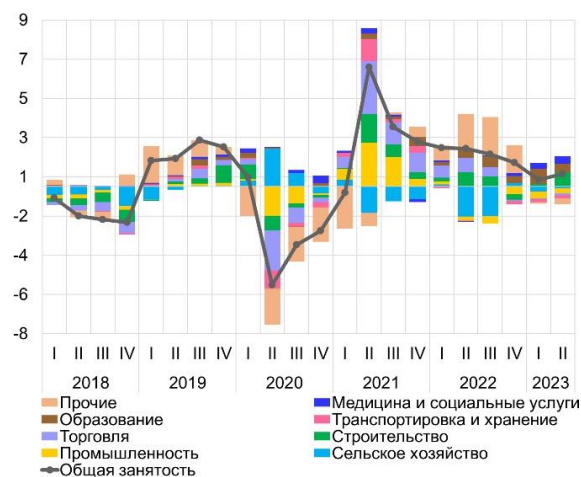 9
7
5
3
1
-2
-4
-6
-8
I II III IV I II III IV I II III IV I II III IV I II III IV I II
2018 2019 2020 2021 2022 2023
Прочие Медицина и социальные услуги
Образование Транспортировка и хранение
Торговля Строительство
Промышленность Сельское хозяйство
Общая занятость